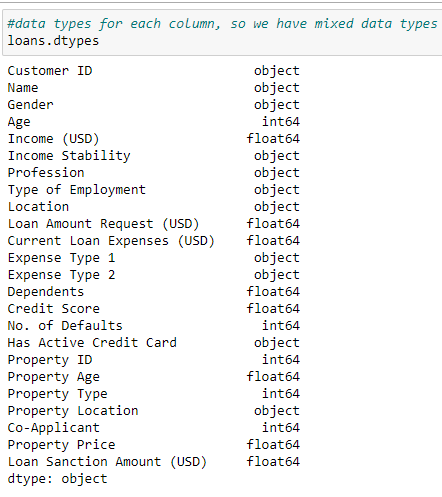 #data types for each column, so we have mixed data types
loans.dtypes
Customer ID object
Name object
Gender object
Age int64
Income (USD) float64
Income Stability object
Profession object
Type of Employment object
Location object
Loan Amount Request (USD) float64
Current Loan Expenses (USD) float64
Expense Type 1 object
Expense Type 2 object
Dependents float64
Credit Score float64
No. of Defaults int64
Has Active Credit Card object
Property ID int64
Property Age float64
Property Type int64
Property Location object
Co-Applicant int64
Property Price float64
Loan Sanction Amount (USD) float64
dtype: object